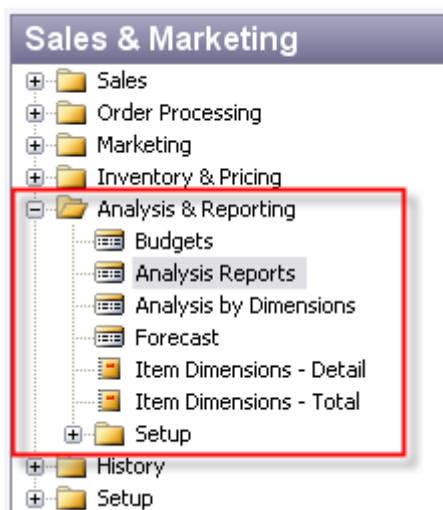 Sales & Marketing
Sales
Order Processing
Marketing
Inventory & Pricing
Analysis & Reporting
Budgets
Analysis Reports
Analysis by Dimensions
Forecast
Item Dimensions - Detail
Item Dimensions - Total
Setup
History
Setup